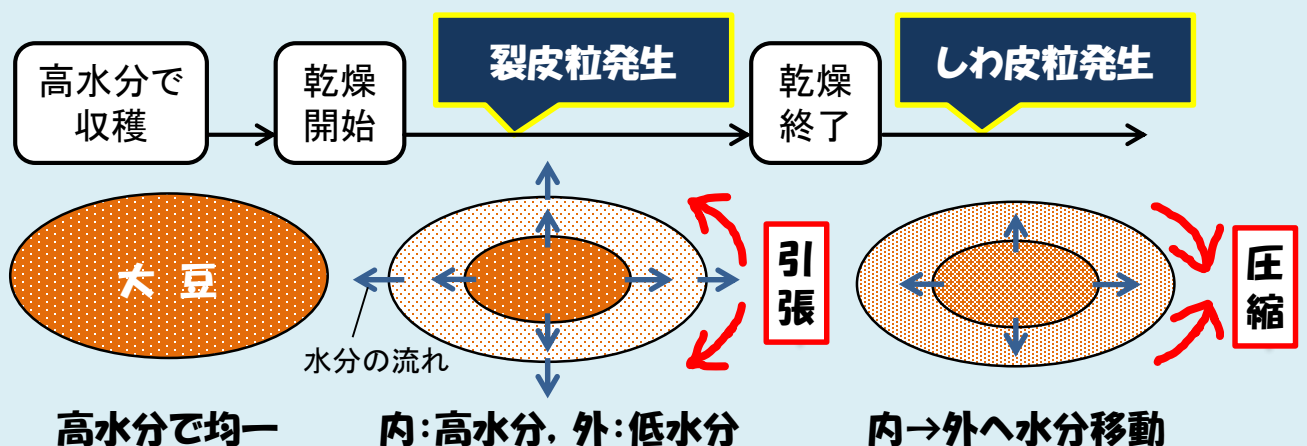 高水分で
収穫
乾燥
開始
裂皮粒発生
乾燥
終了
しわ皮粒発生
大豆
水分の流れ
引
張
圧
縮
高水分で均一
内：高水分，外：低水分
内→外へ水分移動